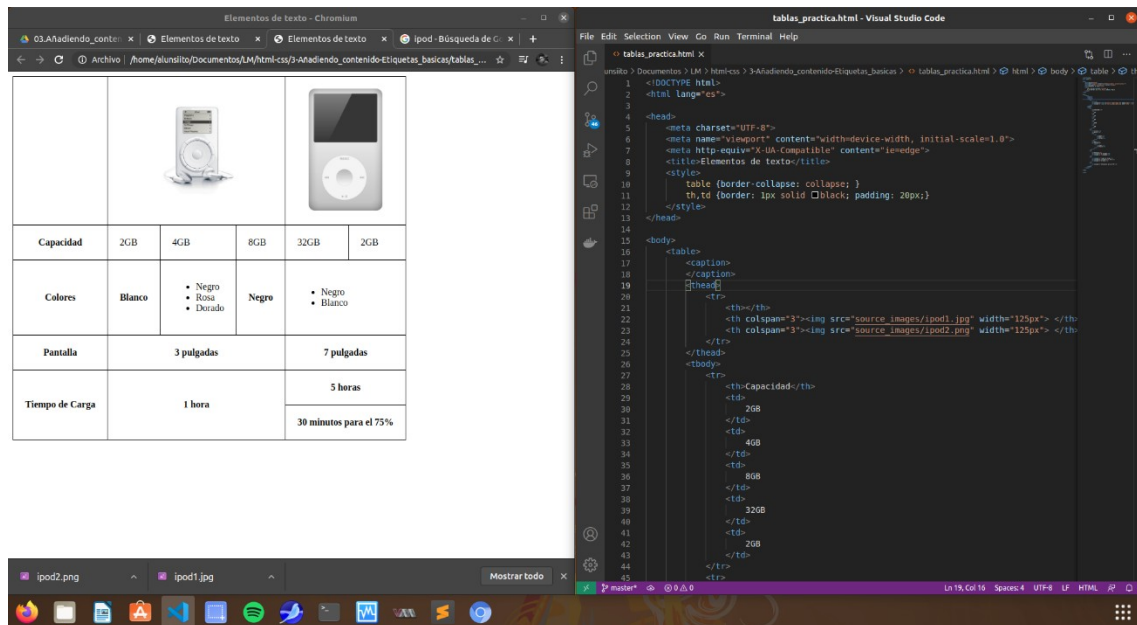 Elementos de texto - Chromium
03.Añadiendo_conten
Elementos de texto
Elementos de texto
ipod - Búsqueda de Go
Archivo | /home/alunsiito/Documentos/LM/html-css/3-Añadiendo_contenido-Etiquetas_basicas/tablas_...
Capacidad 2GB 4GB 8GB 32GB 2GB
Colores Blanco
• Negro
• Rosa
• Dorado
Negro
• Negro
• Blanco
Pantalla 3 pulgadas 7 pulgadas
Tiempo de Carga 1 hora
5 horas
30 minutos para el 75%
ipod2.png
ipod1.jpg
Mostrar todo
tablas_practica.html - Visual Studio Code
File Edit Selection View Go Run Terminal Help
tablas_practica.html
unsiito > Documentos > LM > html-css > 3-Añadiendo_contenido-Etiquetas_basicas > tablas_practica.html > html > body > table > th
1 <!DOCTYPE html>
2 <html lang="es">
3
4 <head>
5 <meta charset="UTF-8">
6 <meta name="viewport" content="width=device-width, initial-scale=1.0">
7 <meta http-equiv="X-UA-Compatible" content="ie=edge">
8 <title>Elementos de texto</title>
9 <style>
10 table {border-collapse: collapse; }
11 th,td {border: 1px solid black; padding: 20px;}
12 </style>
13 </head>
14
15 <body>
16 <table>
17 <caption>
18 </caption>
19 <thead>
20 <tr>
21 <th></th>
22 <th colspan="3"><img src="source_images/ipod1.jpg" width="125px"> </th>
23 <th colspan="3"><img src="source_images/ipod2.png" width="125px"> </th>
24 </tr>
25 </thead>
26 <tbody>
27 <tr>
28 <th>Capacidad</th>
29 <td>
30 2GB
31 </td>
32 <td>
33 4GB
34 </td>
35 <td>
36 8GB
37 </td>
38 <td>
39 32GB
40 </td>
41 <td>
42 2GB
43 </td>
44 </tr>
45 <tr>
master* 0 0 Ln 19, Col 16 Spaces: 4 UTF-8 LF HTML